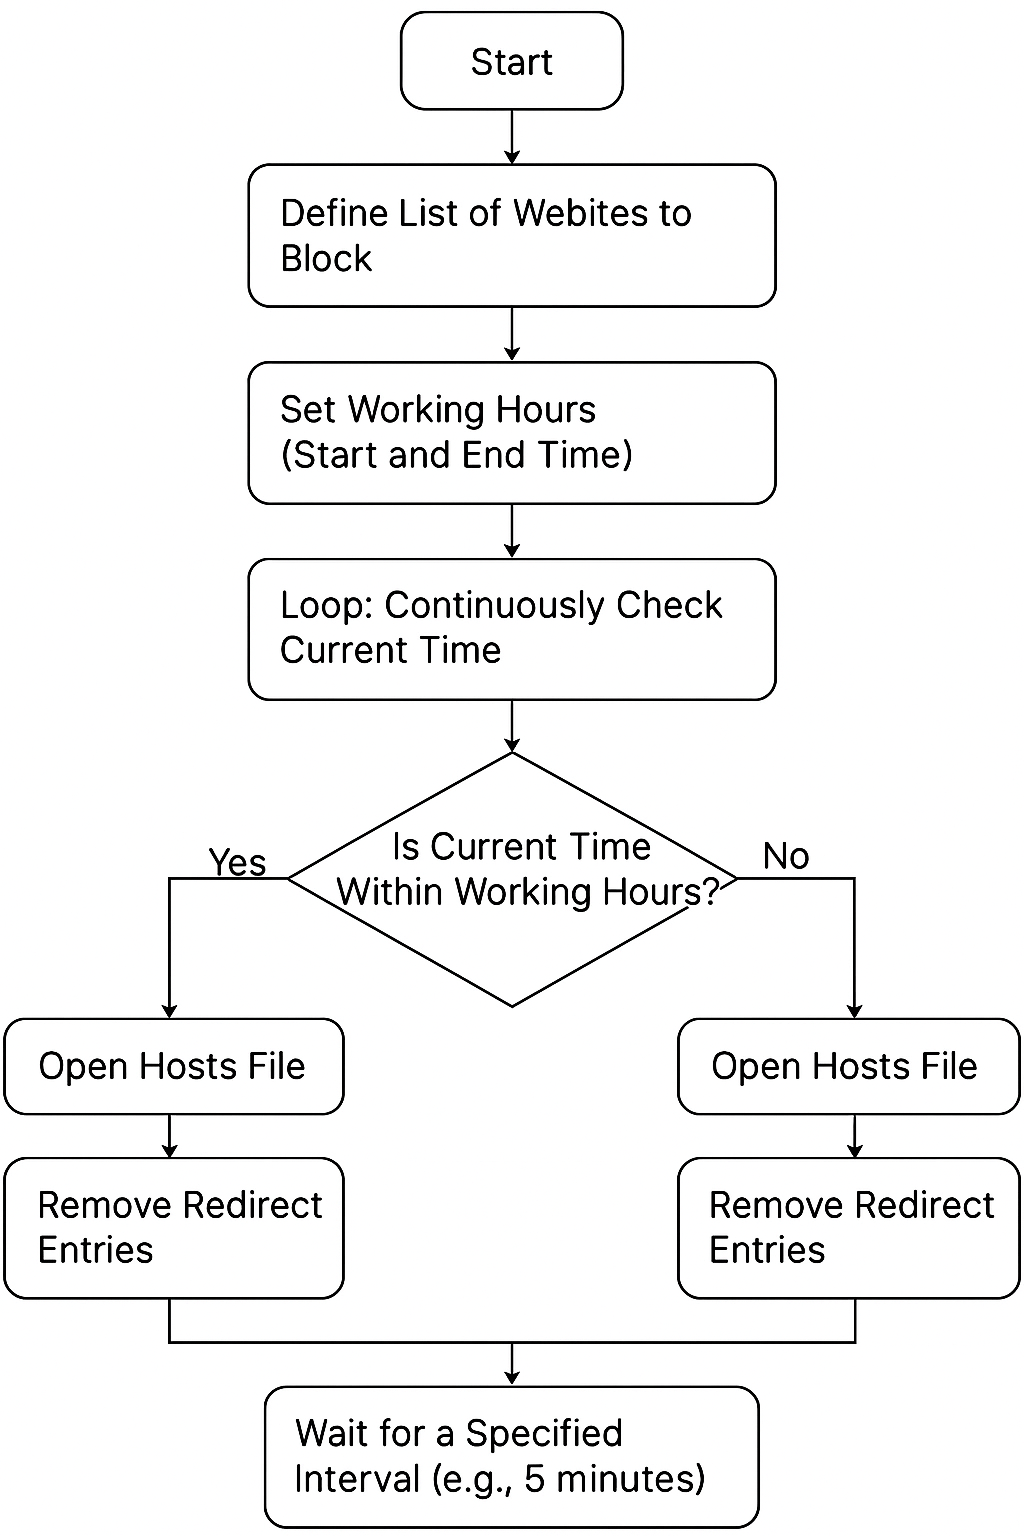 Start
Define List of Webites to
Block
Set Working Hours
(Start and End Time)
Loop: Continuously Check
Current Time
Is Current Time
Within Working Hours?
Yes
No
Open Hosts File
Open Hosts File
Remove Redirect
Entries
Remove Redirect
Entries
Wait for a Specified
Interval (e.g., 5 minutes)